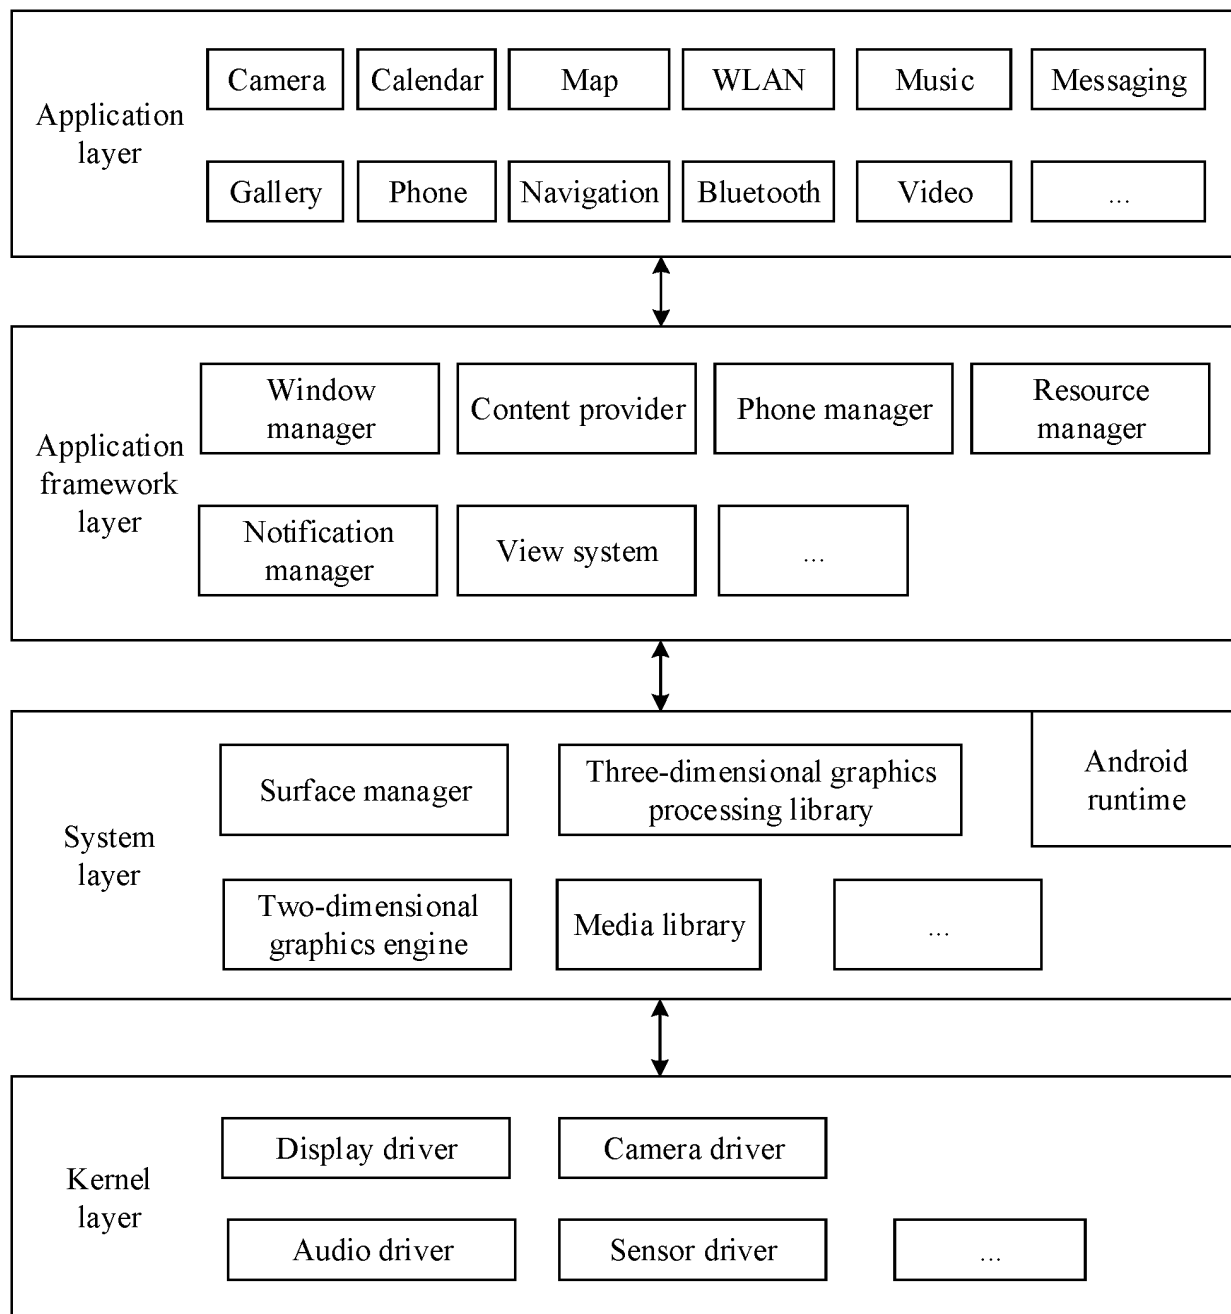 Application
layer
Camera
Calendar
Map
WLAN
Music
Messaging
Gallery
Phone
Navigation
Bluetooth
Video
...
Application
framework
layer
Window
manager
Content provider
Phone manager
Resource
manager
Notification
manager
View system
...
System
layer
Surface manager
Three-dimensional graphics
processing library
Android
runtime
Two-dimensional
graphics engine
Media library
...
Kernel
layer
Display driver
Camera driver
Audio driver
Sensor driver
...